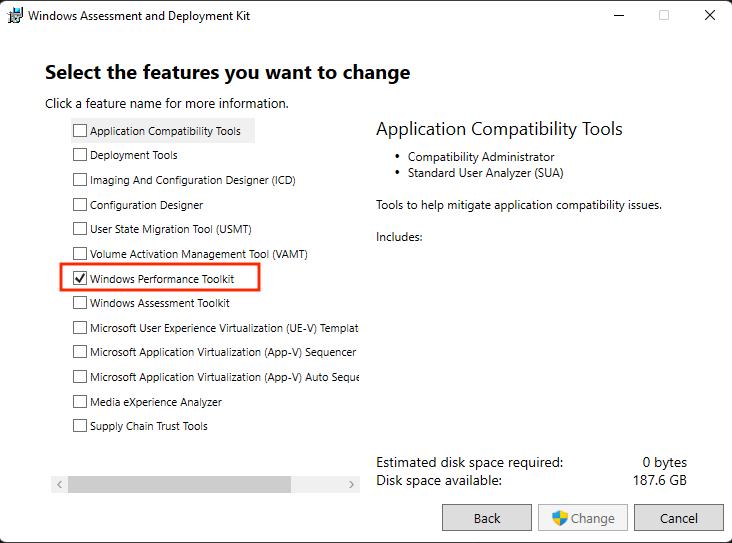 Windows Assessment and Deployment Kit
Select the features you want to change
Click a feature name for more information.
Application Compatibility Tools
Deployment Tools
Imaging And Configuration Designer (ICD)
Configuration Designer
User State Migration Tool (USMT)
Volume Activation Management Tool (VAMT)
Windows Performance Toolkit
Windows Assessment Toolkit
Microsoft User Experience Virtualization (UE-V) Templat
Microsoft Application Virtualization (App-V) Sequencer
Microsoft Application Virtualization (App-V) Auto Seque
Media eXperience Analyzer
Supply Chain Trust Tools
Application Compatibility Tools
• Compatibility Administrator
• Standard User Analyzer (SUA)
Tools to help mitigate application compatibility issues.
Includes:
Estimated disk space required: 0 bytes
Disk space available: 187.6 GB
Back
Change
Cancel